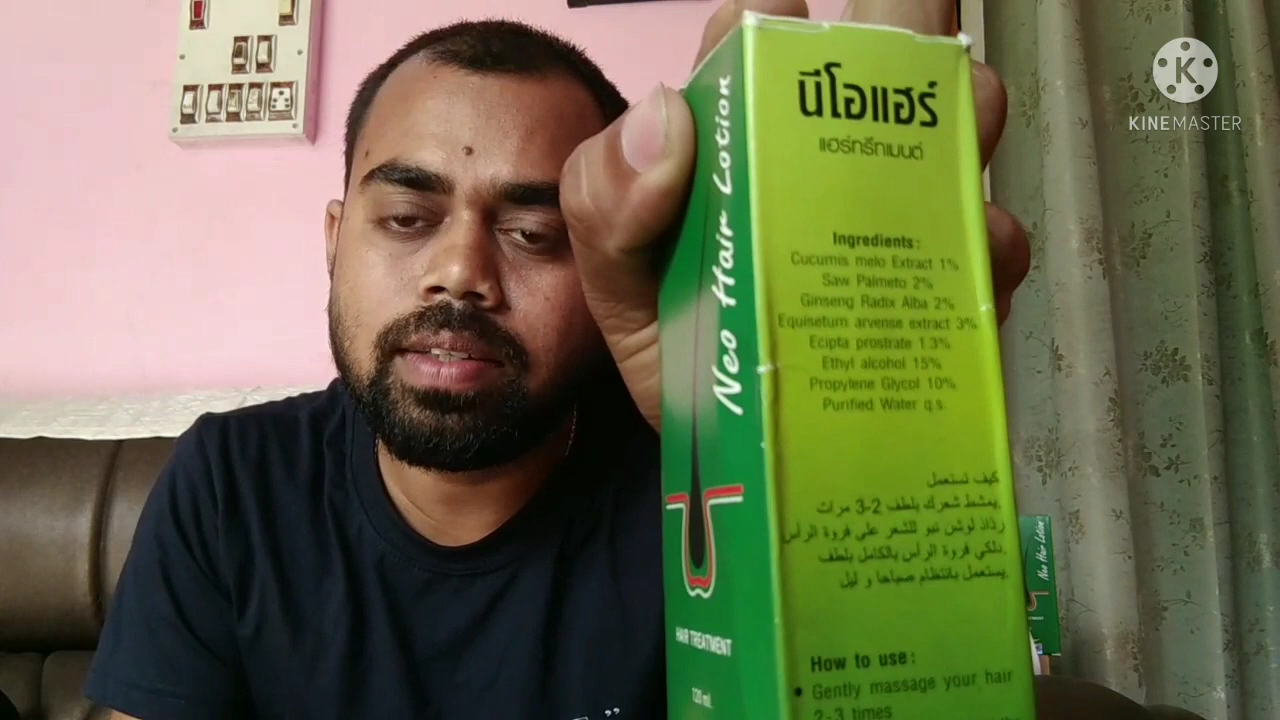 KINEMASTER
Neo Hair Lotion
HAIR TREATMENT
120 ml.
นีโอแฮร์
แฮร์ทรีทเมนต์
Ingredients:
Cucumis melo Extract 1%
Saw Palmeto 2%
Ginseng Radix Alba 2%
Equisetum arvense extract 3%
Ecipta prostrate 1.3%
Ethyl alcohol 15%
Propylene Glycol 10%
Purified Water q.s.
كيف تستعمل
يمشط شعرك بلطف 2-3 مرات.
رذاذ لوشن نيو للشعر على فروة الرأس
دلكي فروة الرأس بالكامل بلطف.
يستعمل بانتظام صباحا و ليل.
How to use:
• Gently massage your hair
2-3 times
Neo Hair Lotion